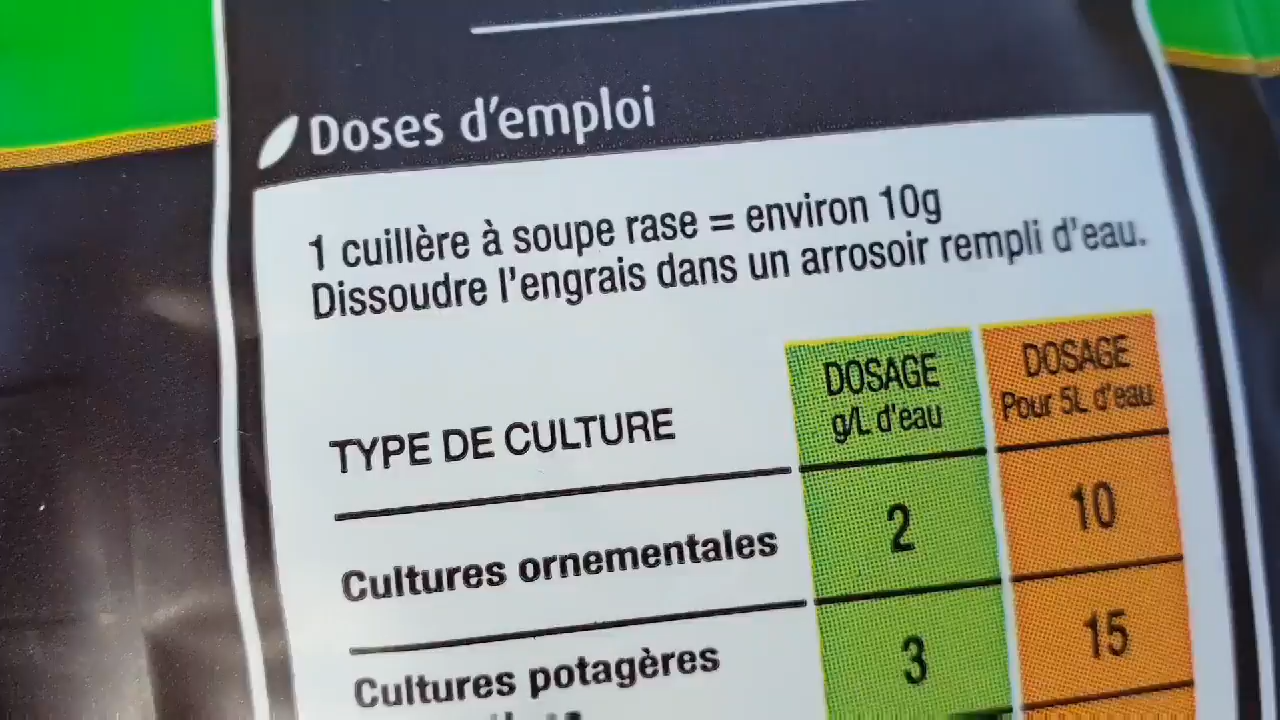 Doses d'emploi
1 cuillère à soupe rase = environ 10g
Dissoudre l'engrais dans un arrosoir rempli d'eau.
TYPE DE CULTURE
DOSAGE
g/L d'eau
DOSAGE
Pour 5L d'eau
Cultures ornementales
2
10
Cultures potagères
3
15